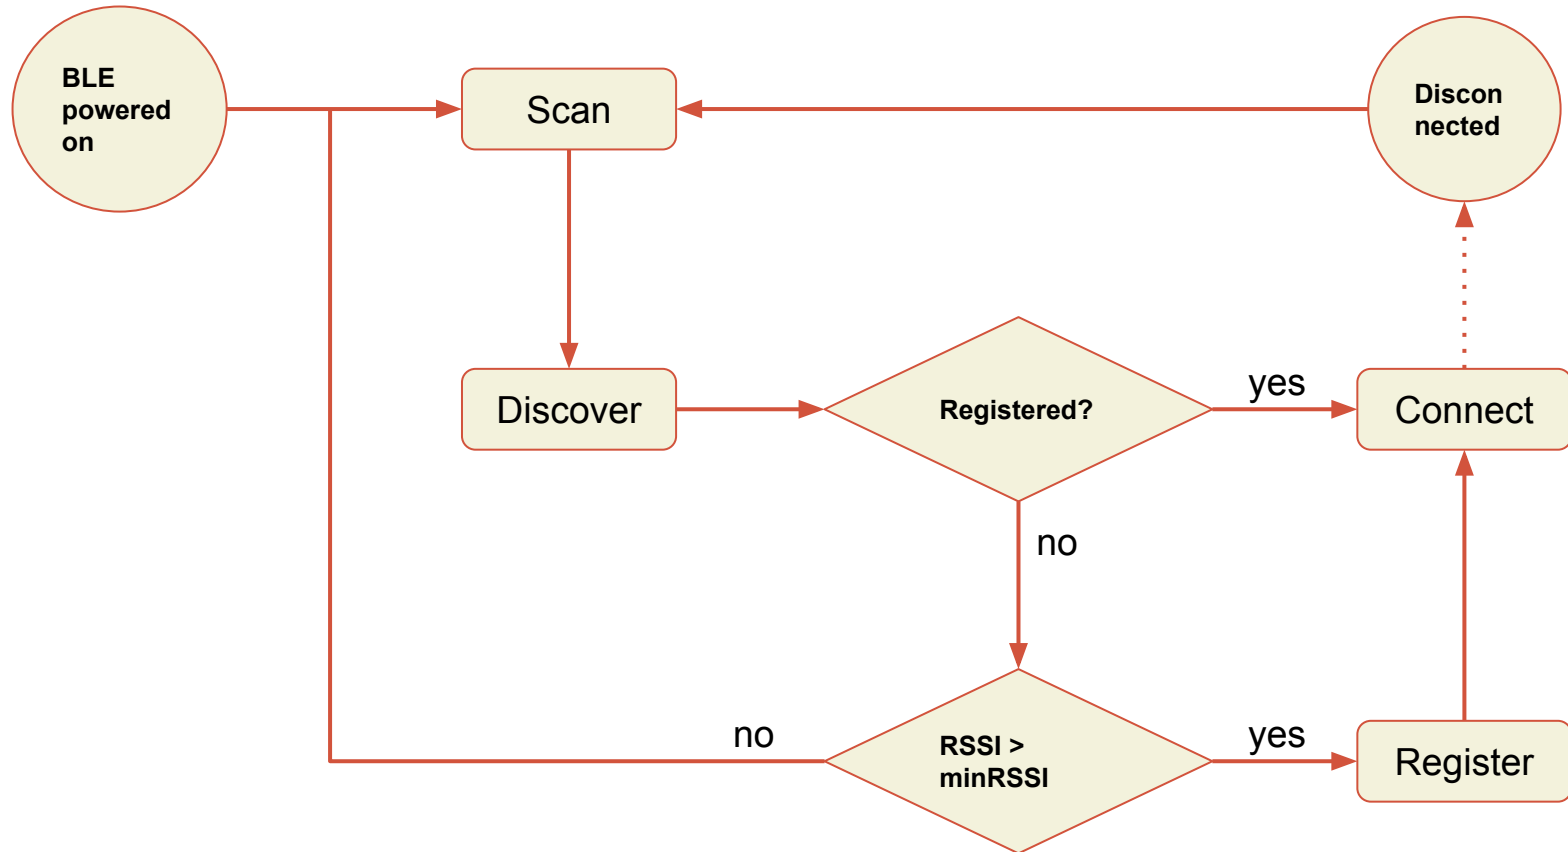 BLE
powered
on
Scan
Discon
nected
Discover
Registered?
yes
Connect
no
no
RSSI >
minRSSI
yes
Register